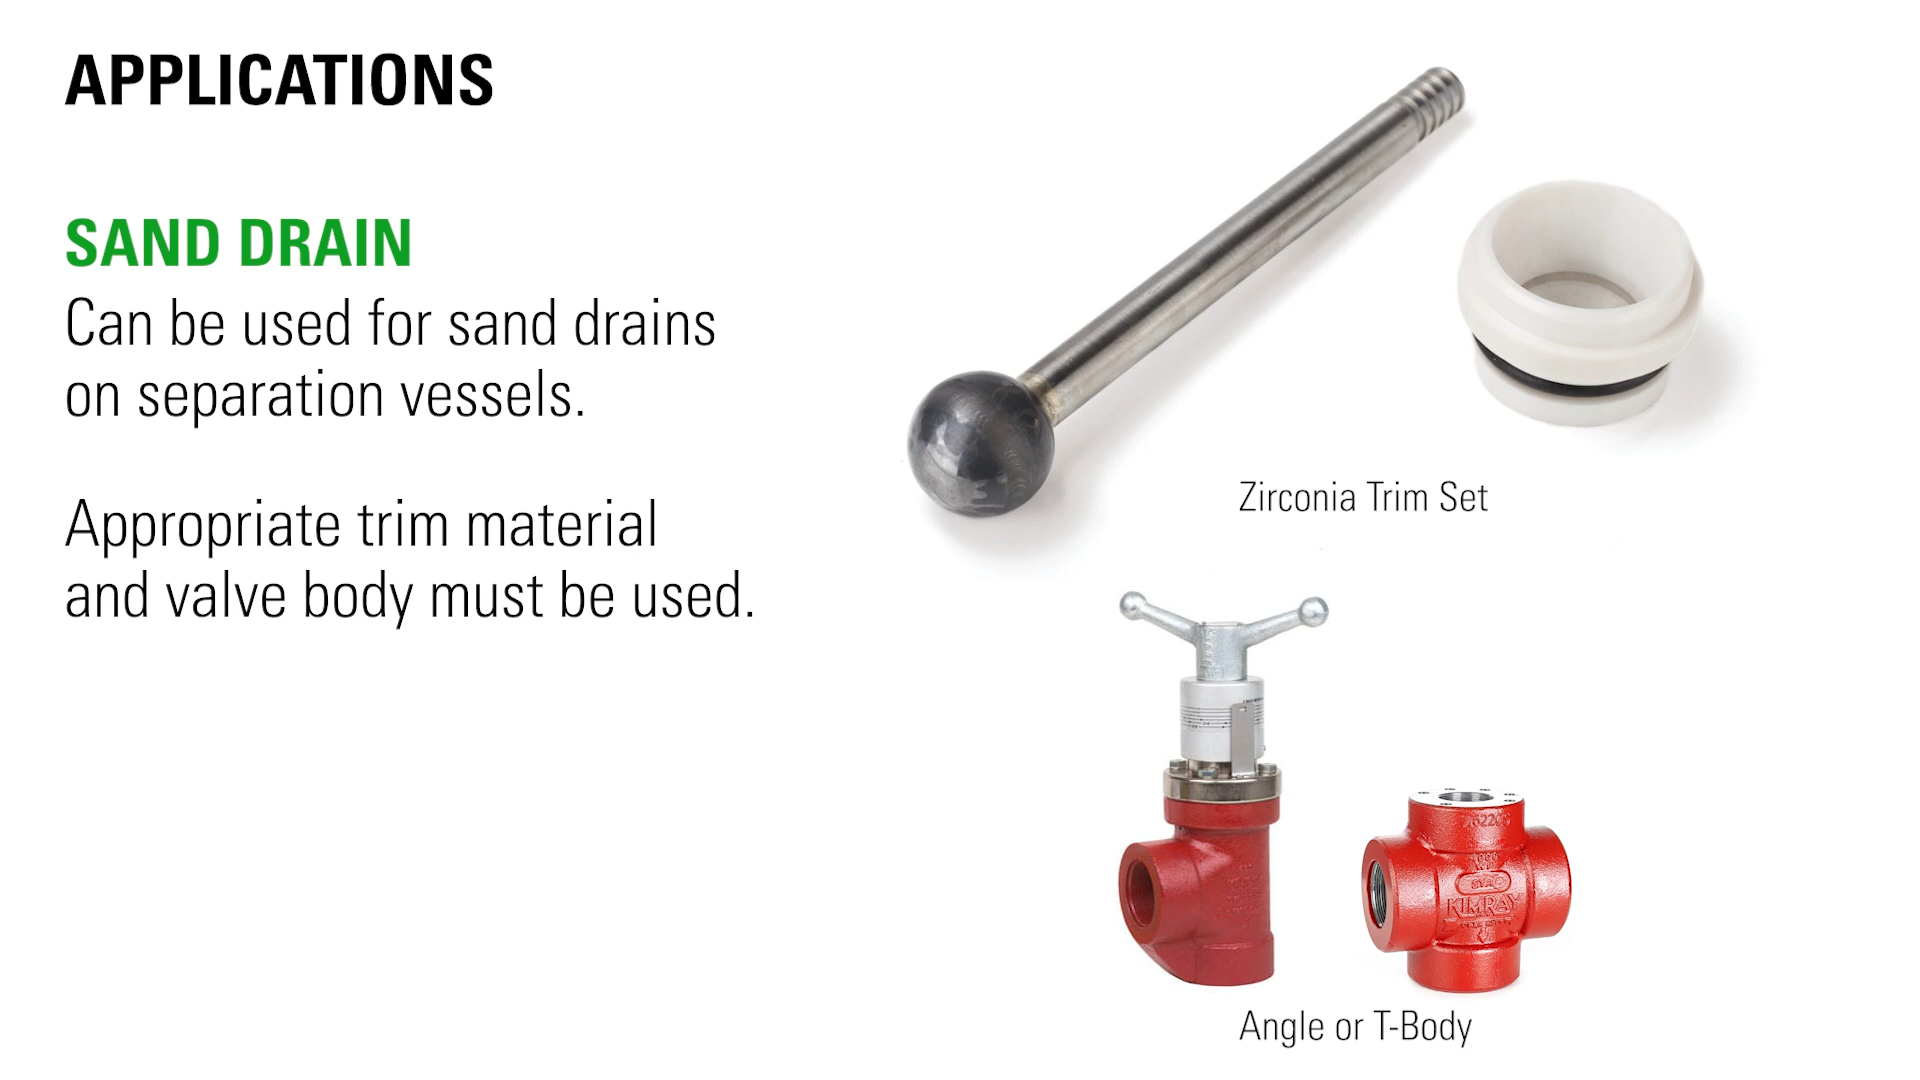 APPLICATIONS
SAND DRAIN
Can be used for sand drains
on separation vessels.
Appropriate trim material
and valve body must be used.
Zirconia Trim Set
KIMRAY
Angle or T-Body